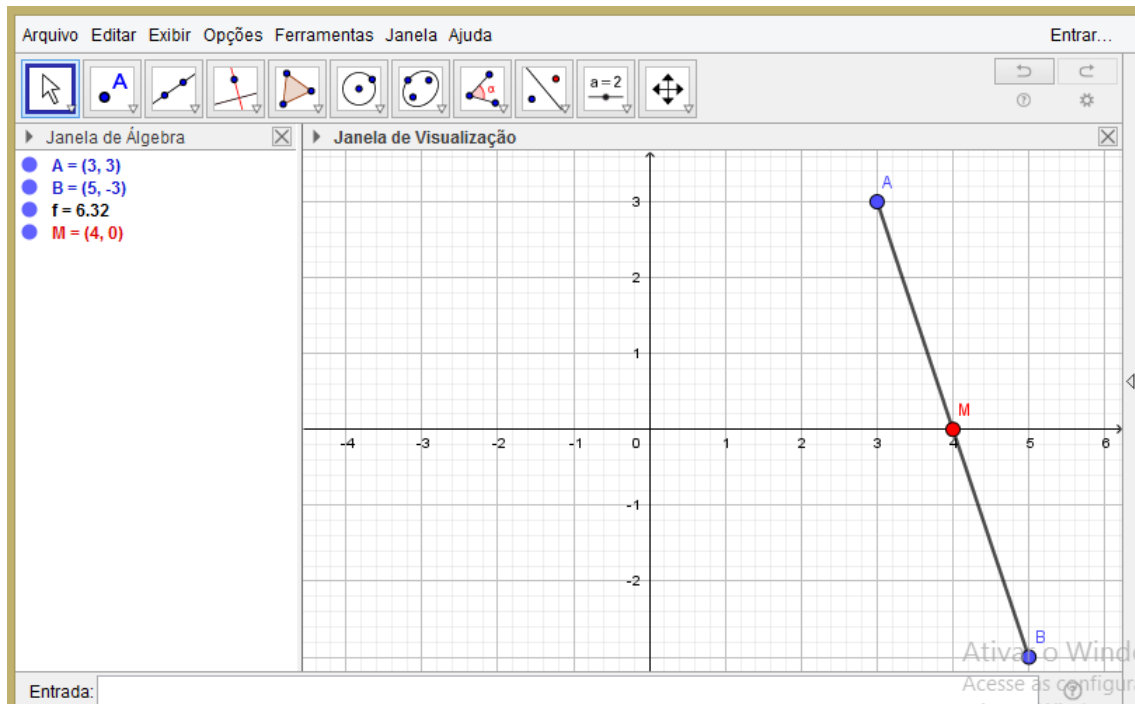 Arquivo Editar Exibir Opções Ferramentas Janela Ajuda Entrar...
A
α
a=2
Janela de Álgebra
Janela de Visualização
A = (3, 3)
B = (5, -3)
f = 6.32
M = (4, 0)
A
3
2
1
M
-4 -3 -2 -1 0 1 2 3 4 5 6
-1
-2
B
Ativar o Wind
Acesse as configura
Entrada: